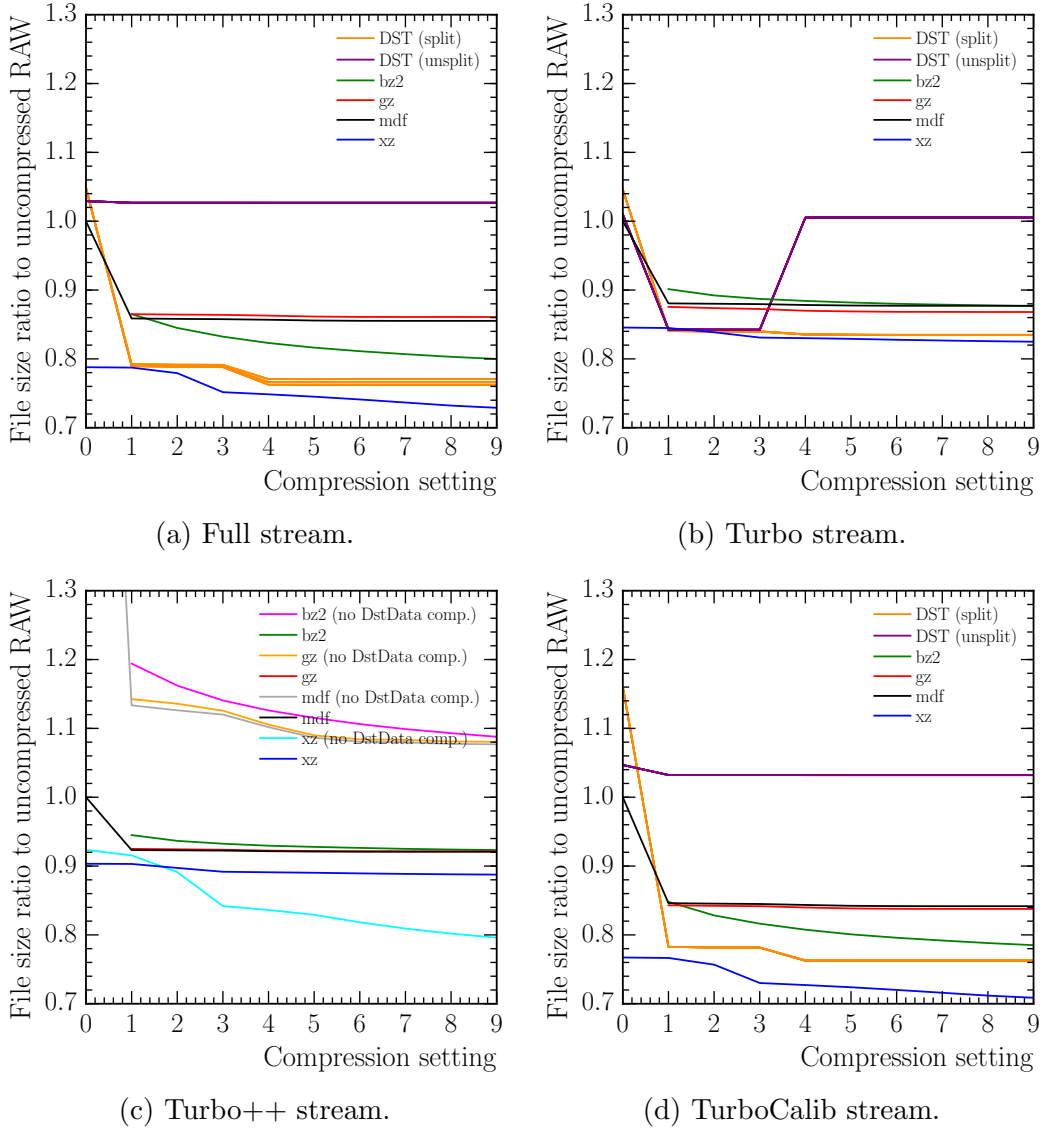 File size ratio to uncompressed RAW
1.3
1.2
1.1
1.0
0.9
0.8
0.7
DST (split)
DST (unsplit)
bz2
gz
mdf
xz
0 1 2 3 4 5 6 7 8 9
Compression setting
(a) Full stream.
File size ratio to uncompressed RAW
1.3
1.2
1.1
1.0
0.9
0.8
0.7
DST (split)
DST (unsplit)
bz2
gz
mdf
xz
0 1 2 3 4 5 6 7 8 9
Compression setting
(b) Turbo stream.
File size ratio to uncompressed RAW
1.3
1.2
1.1
1.0
0.9
0.8
0.7
bz2 (no DstData comp.)
bz2
gz (no DstData comp.)
gz
mdf (no DstData comp.)
mdf
xz (no DstData comp.)
xz
0 1 2 3 4 5 6 7 8 9
Compression setting
(c) Turbo++ stream.
File size ratio to uncompressed RAW
1.3
1.2
1.1
1.0
0.9
0.8
0.7
DST (split)
DST (unsplit)
bz2
gz
mdf
xz
0 1 2 3 4 5 6 7 8 9
Compression setting
(d) TurboCalib stream.